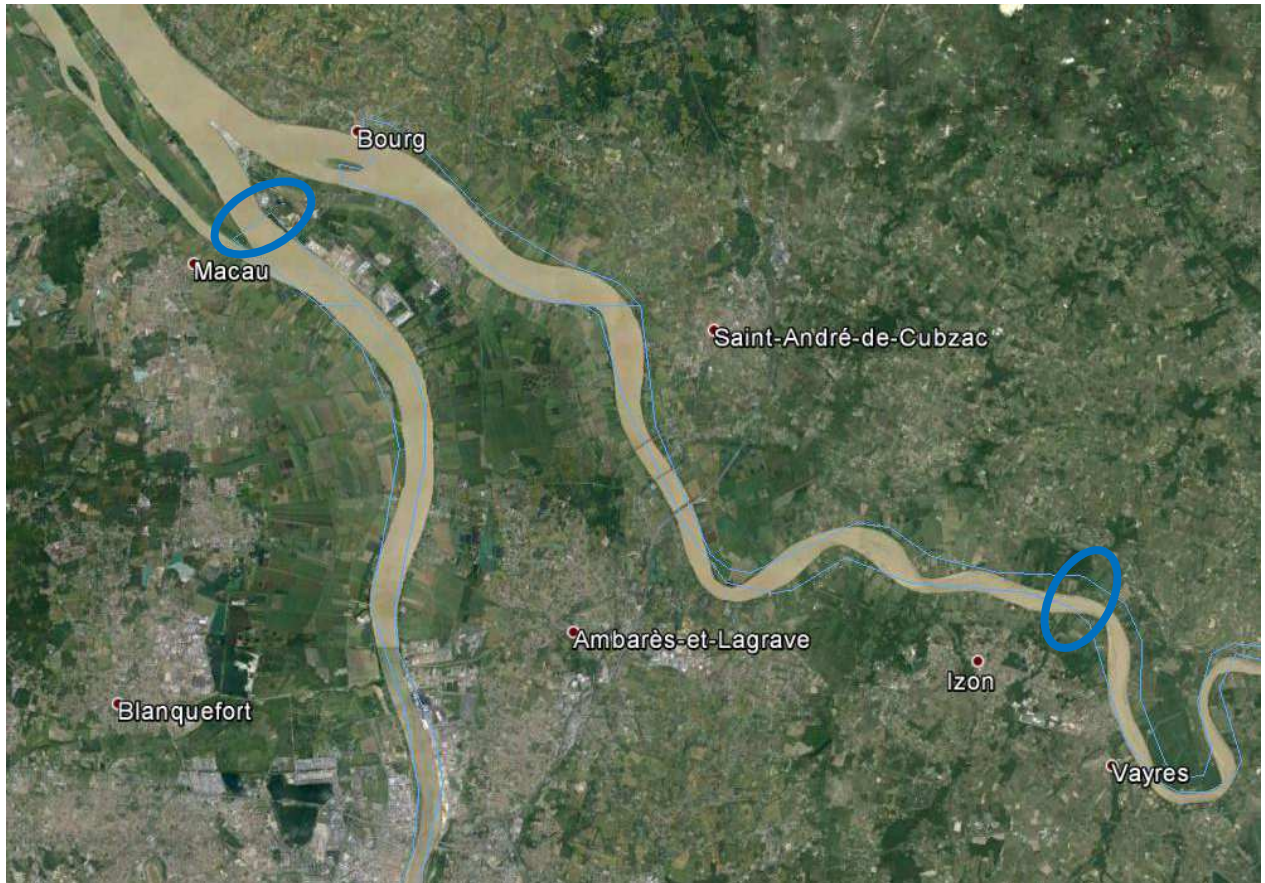 Bourg
Macau
Saint-André-de-Cubzac
Ambarès-et-Lagrave
Izon
Blanquefort
Vayres